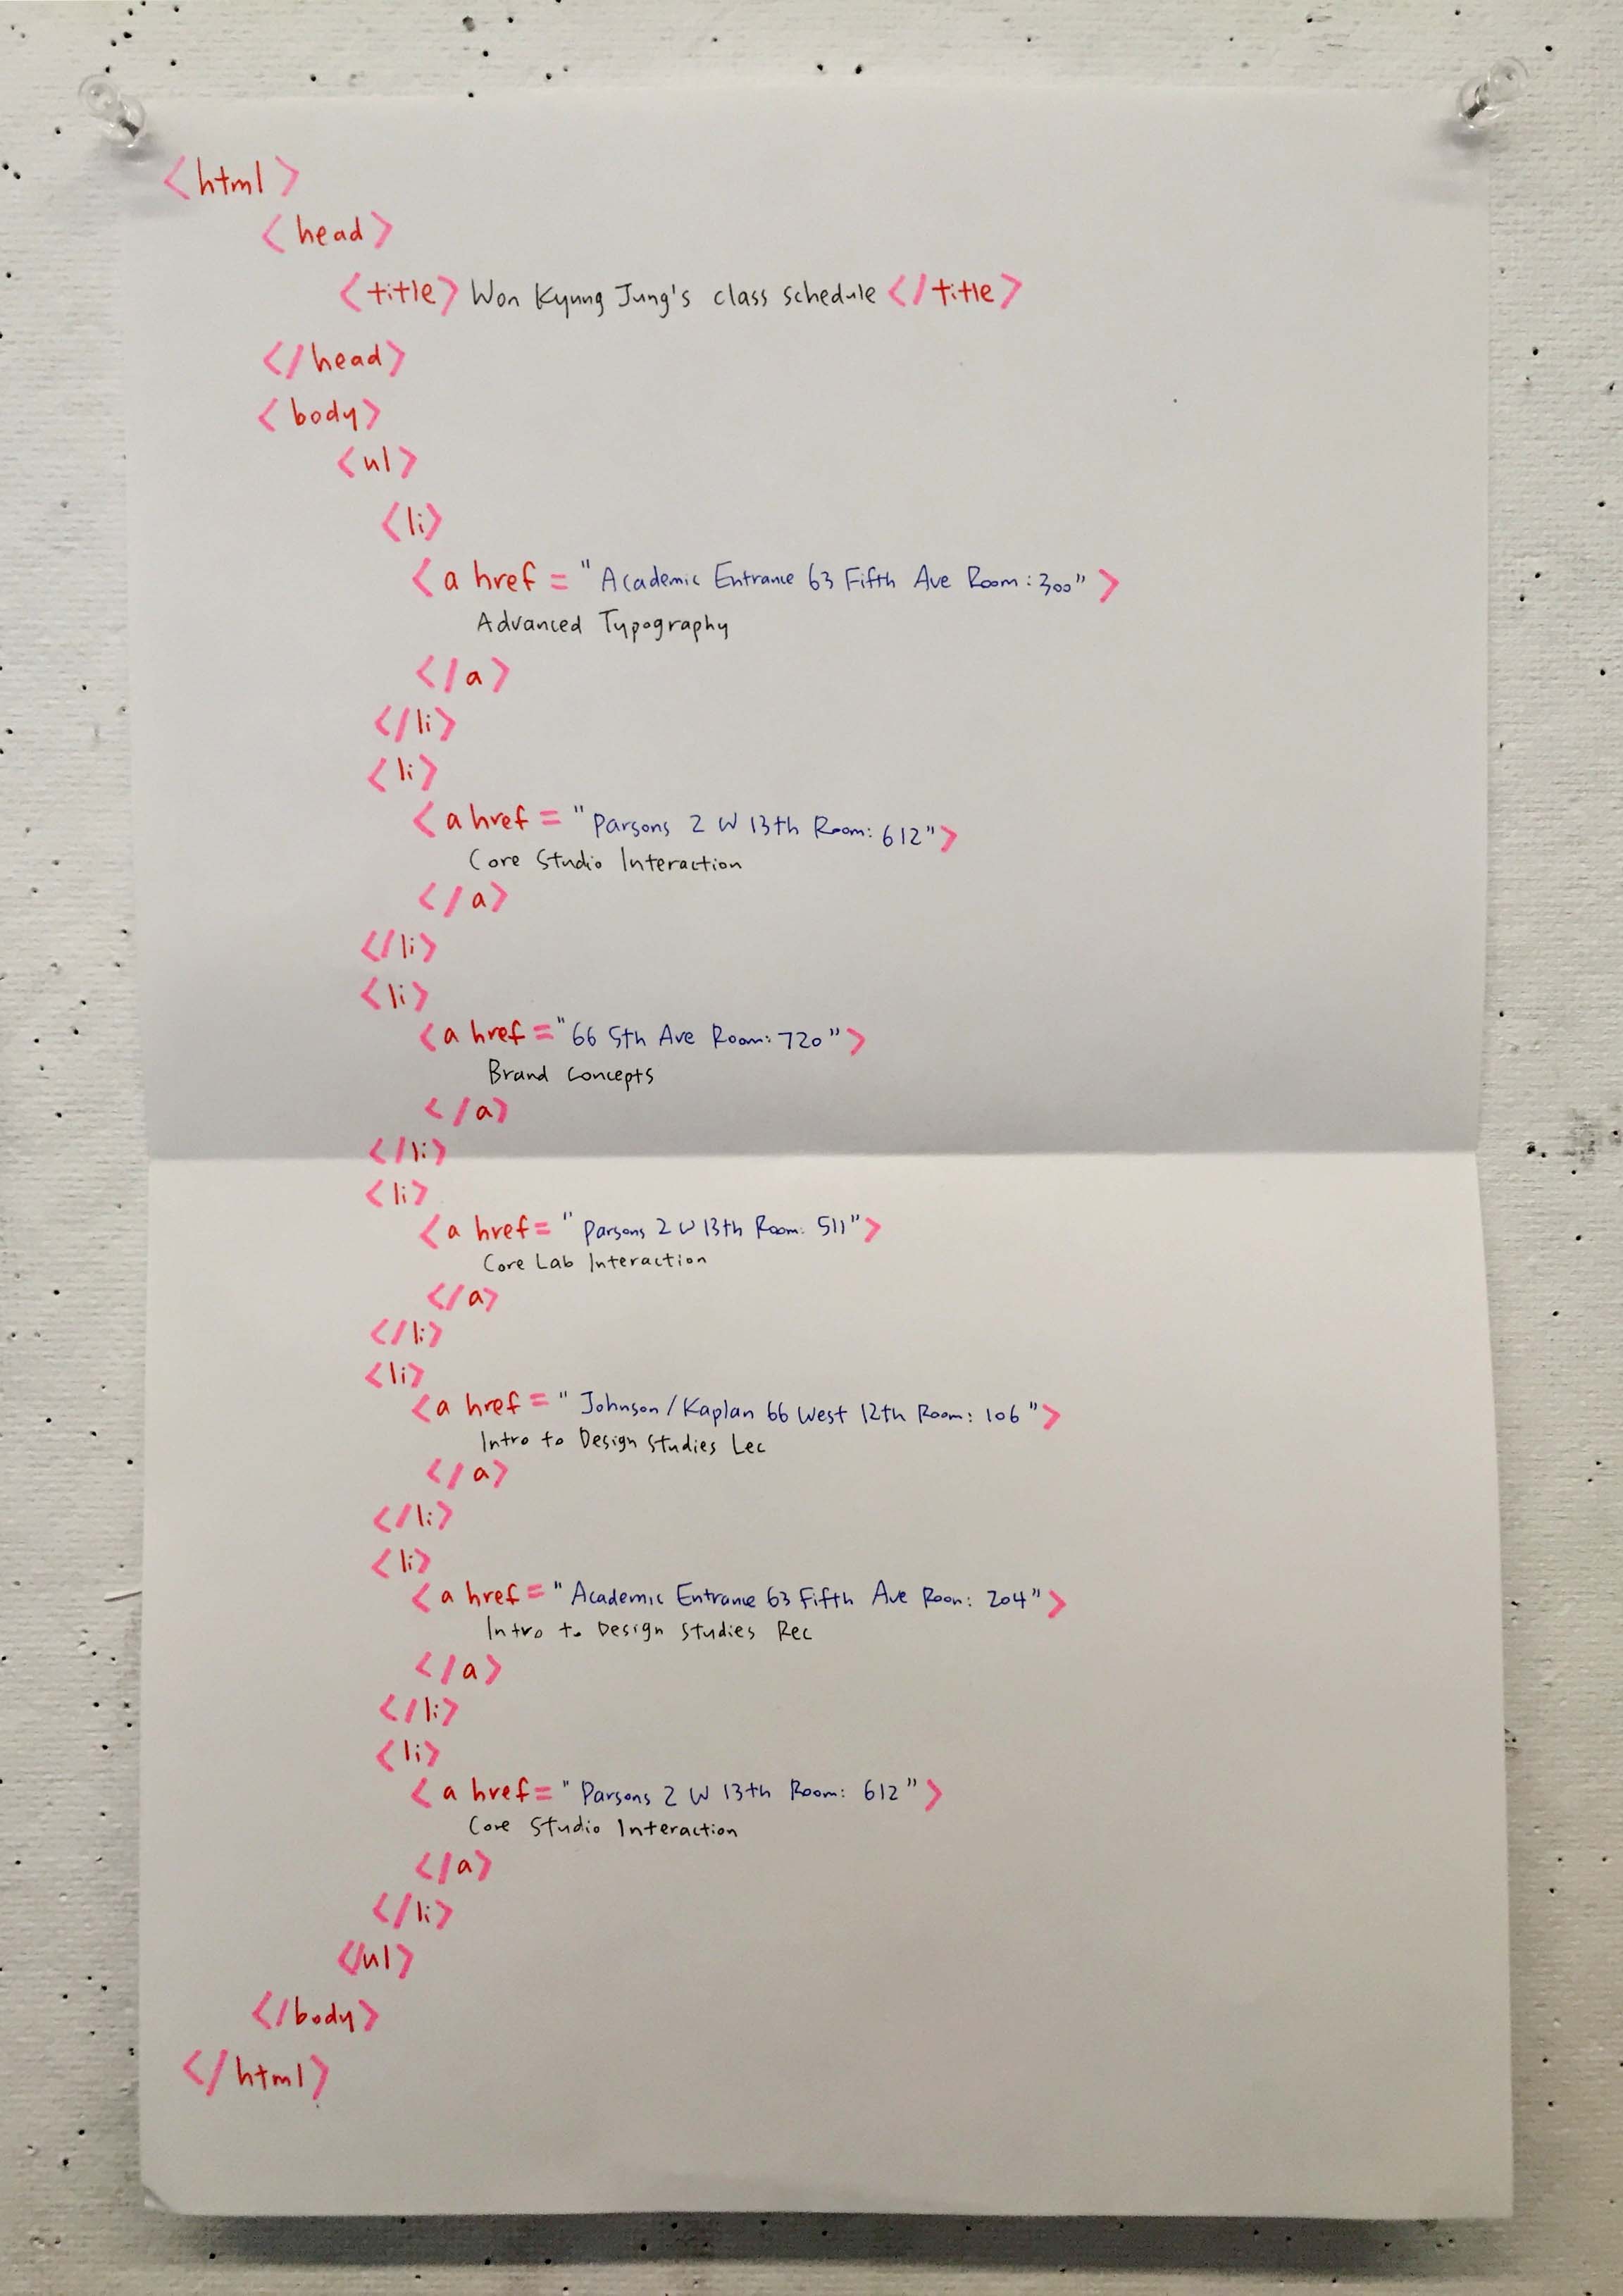 <html>
<head>
<title> Won Kyung Jung's class schedule </title>
</head>
<body>
<ul>
<li>
<a href = "Academic Entrance 63 Fifth Ave Room: 300">
Advanced Typography
</a>
</li>
<li>
<a href = "Parsons 2 W 13th Room: 612">
Core Studio Interaction
</a>
</li>
<li>
<a href = "66 5th Ave Room: 720">
Brand Concepts
</a>
</li>
<li>
<a href = "Parsons 2 W 13th Room: 511">
Core Lab Interaction
</a>
</li>
<li>
<a href = "Johnson/Kaplan 66 West 12th Room: 106">
Intro to Design Studies Lec
</a>
</li>
<li>
<a href = "Academic Entrance 63 Fifth Ave Room: 204">
Intro to Design Studies Rec
</a>
</li>
<li>
<a href = "Parsons 2 W 13th Room: 612">
Core Studio Interaction
</a>
</li>
</ul>
</body>
</html>